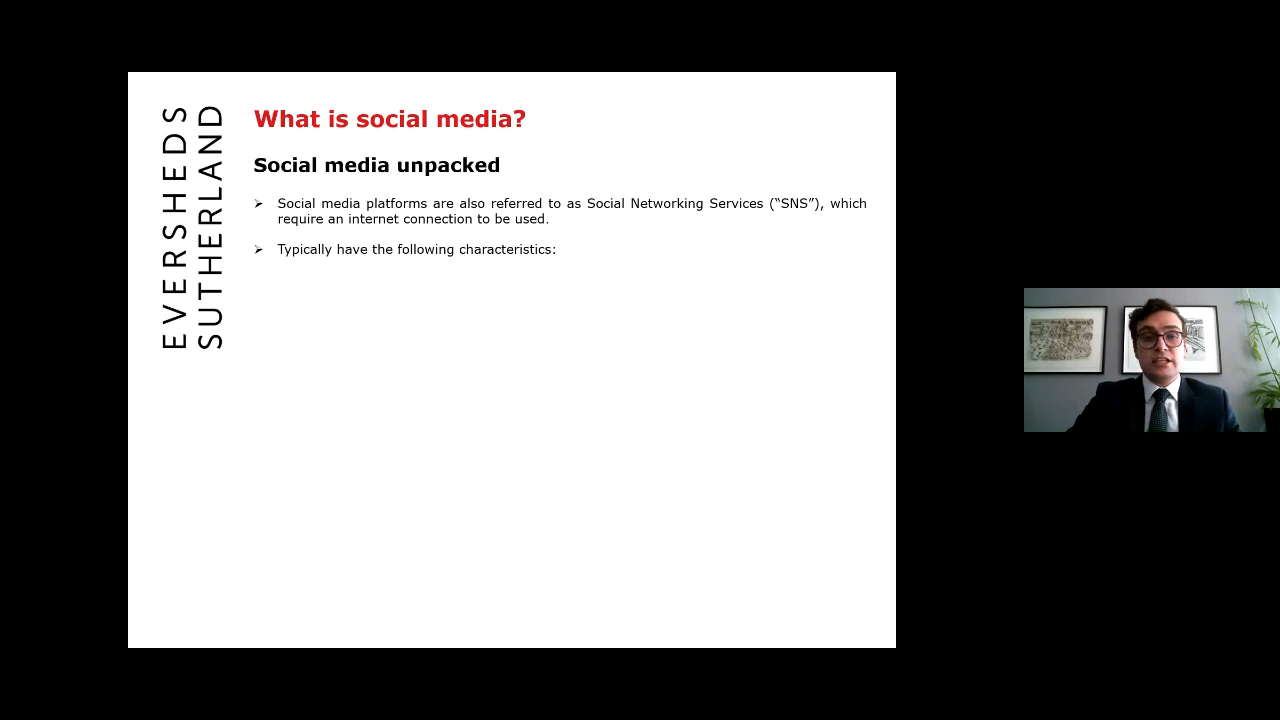 EVERSHEDS
SUTHERLAND
What is social media?
Social media unpacked
➢ Social media platforms are also referred to as Social Networking Services (“SNS”), which
require an internet connection to be used.
➢ Typically have the following characteristics: